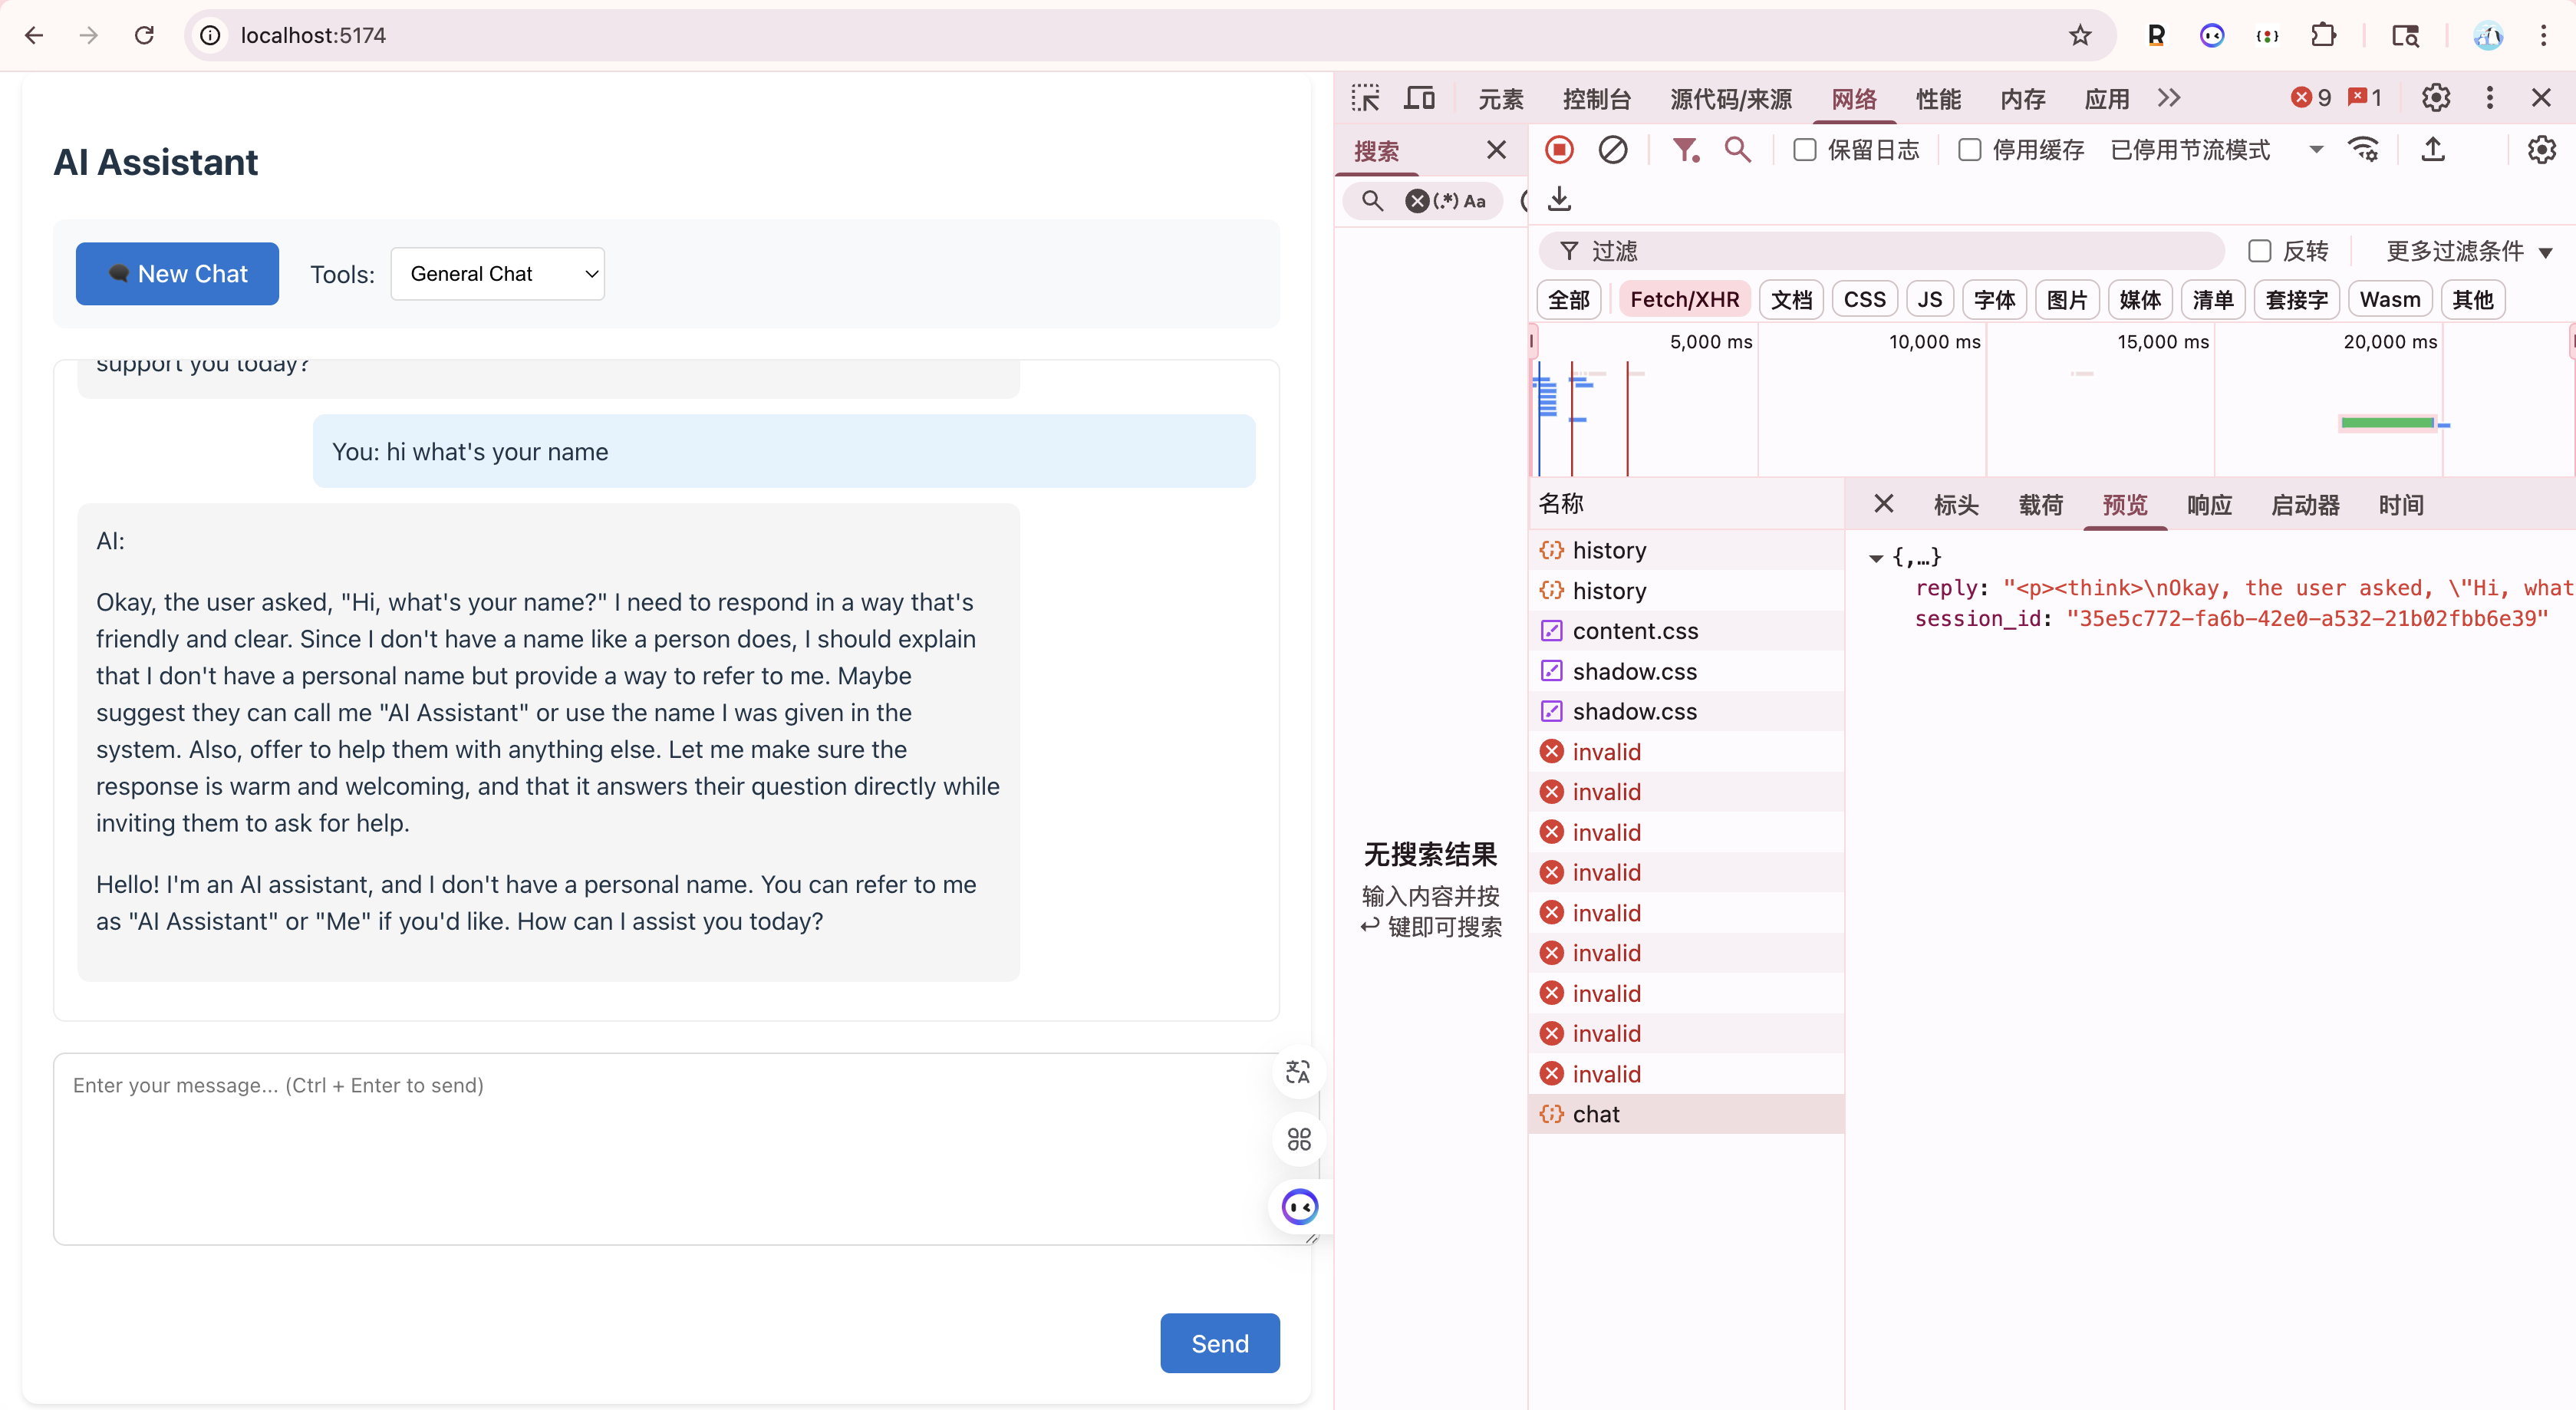 localhost:5174
AI Assistant
New Chat
Tools:
General Chat
support you today?
You: hi what's your name
AI:
Okay, the user asked, "Hi, what's your name?" I need to respond in a way that's
friendly and clear. Since I don't have a name like a person does, I should explain
that I don't have a personal name but provide a way to refer to me. Maybe
suggest they can call me "AI Assistant" or use the name I was given in the
system. Also, offer to help them with anything else. Let me make sure the
response is warm and welcoming, and that it answers their question directly while
inviting them to ask for help.
Hello! I'm an AI assistant, and I don't have a personal name. You can refer to me
as "AI Assistant" or "Me" if you'd like. How can I assist you today?
Enter your message... (Ctrl + Enter to send)
Send
元素 控制台 源代码/来源 网络 性能 内存 应用 9 1
搜索
(.*) Aa
无搜索结果
输入内容并按
↩ 键即可搜索
保留日志 停用缓存 已停用节流模式
过滤 反转 更多过滤条件
全部 Fetch/XHR 文档 CSS JS 字体 图片 媒体 清单 套接字 Wasm 其他
5,000 ms 10,000 ms 15,000 ms 20,000 ms
名称
history
history
content.css
shadow.css
shadow.css
invalid
invalid
invalid
invalid
invalid
invalid
invalid
invalid
invalid
chat
标头 载荷 预览 响应 启动器 时间
{,…}
reply: "<p><think>\nOkay, the user asked, \"Hi, what
session_id: "35e5c772-fa6b-42e0-a532-21b02fbb6e39"